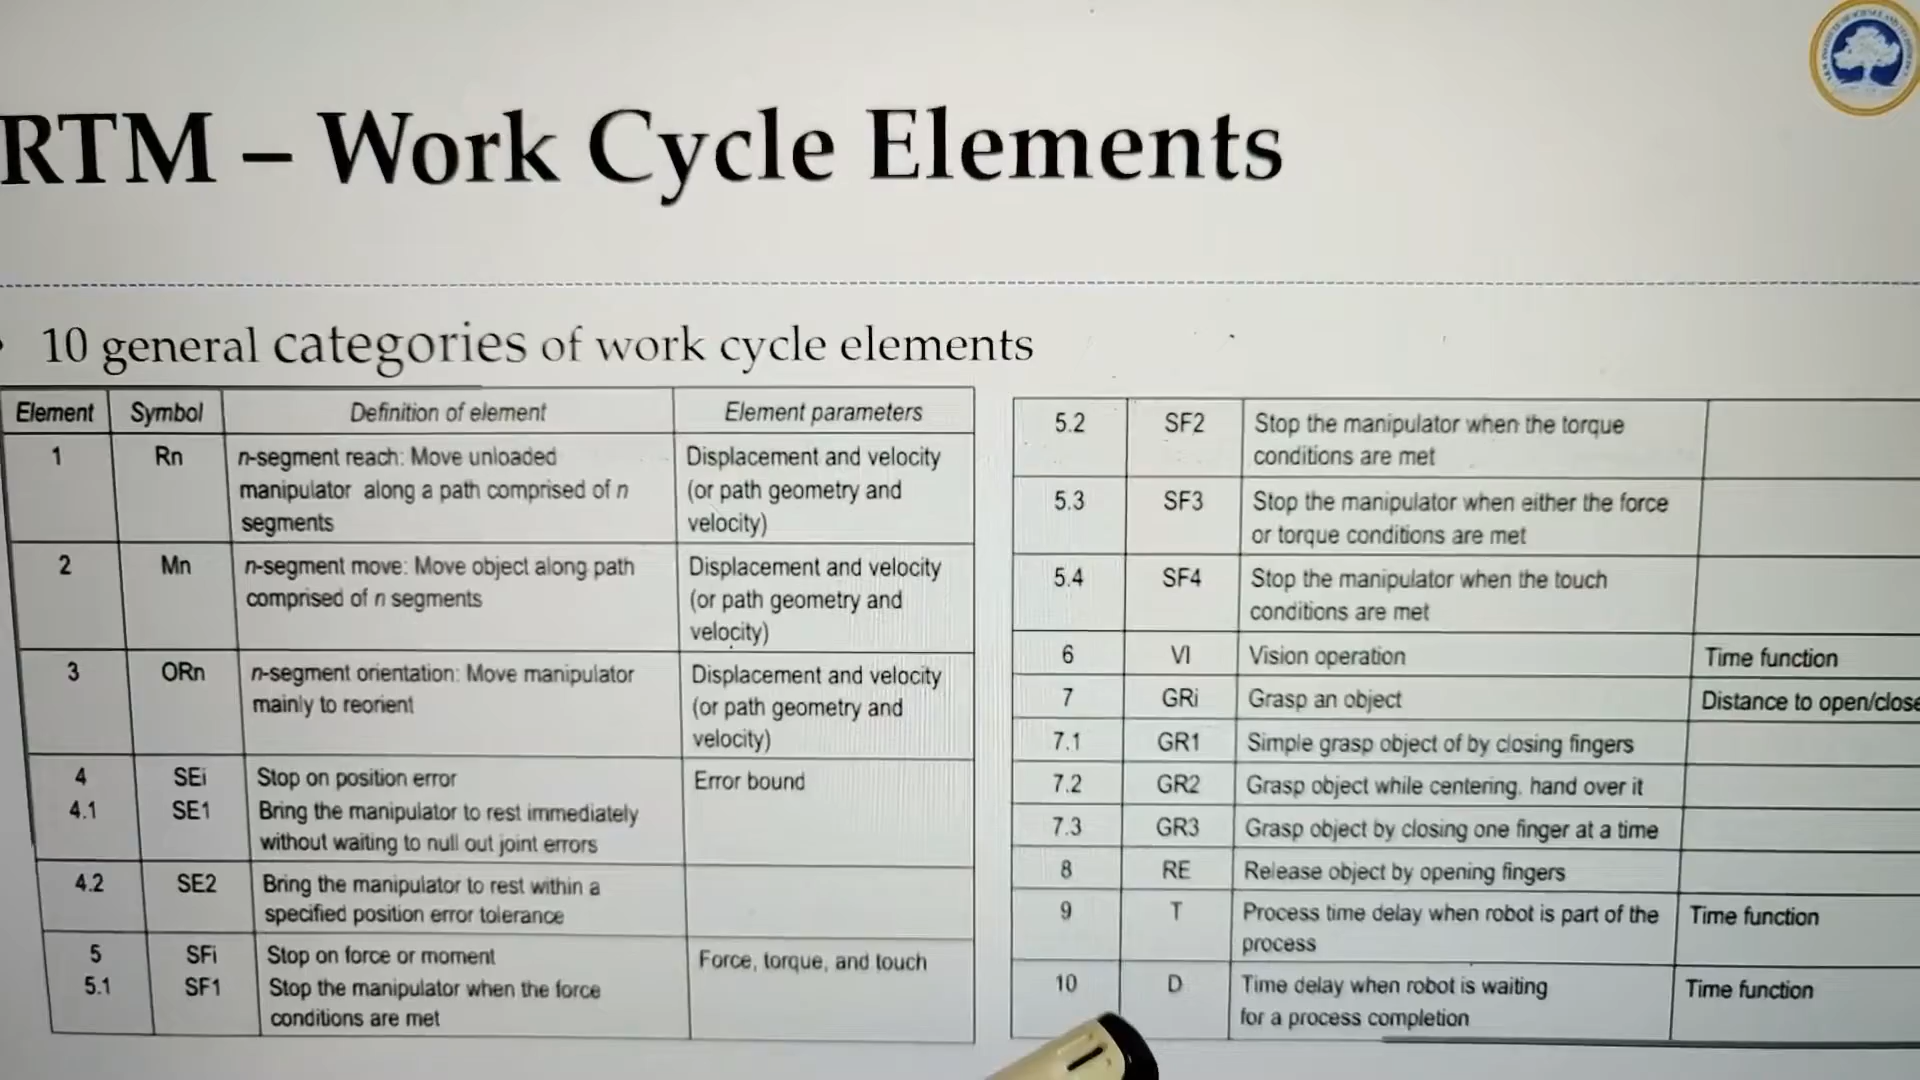 RTM – Work Cycle Elements
10 general categories of work cycle elements
Element Symbol Definition of element Element parameters
1 Rn n-segment reach: Move unloaded Displacement and velocity
manipulator along a path comprised of n (or path geometry and
segments velocity)
2 Mn n-segment move: Move object along path Displacement and velocity
comprised of n segments (or path geometry and
velocity)
3 ORn n-segment orientation: Move manipulator Displacement and velocity
mainly to reorient (or path geometry and
velocity)
4 SEi Stop on position error Error bound
4.1 SE1 Bring the manipulator to rest immediately
without waiting to null out joint errors
4.2 SE2 Bring the manipulator to rest within a
specified position error tolerance
5 SFi Stop on force or moment Force, torque, and touch
5.1 SF1 Stop the manipulator when the force
conditions are met
5.2 SF2 Stop the manipulator when the torque
conditions are met
5.3 SF3 Stop the manipulator when either the force
or torque conditions are met
5.4 SF4 Stop the manipulator when the touch
conditions are met
6 VI Vision operation Time function
7 GRi Grasp an object Distance to open/close
7.1 GR1 Simple grasp object of by closing fingers
7.2 GR2 Grasp object while centering. hand over it
7.3 GR3 Grasp object by closing one finger at a time
8 RE Release object by opening fingers
9 T Process time delay when robot is part of the Time function
process
10 D Time delay when robot is waiting Time function
for a process completion